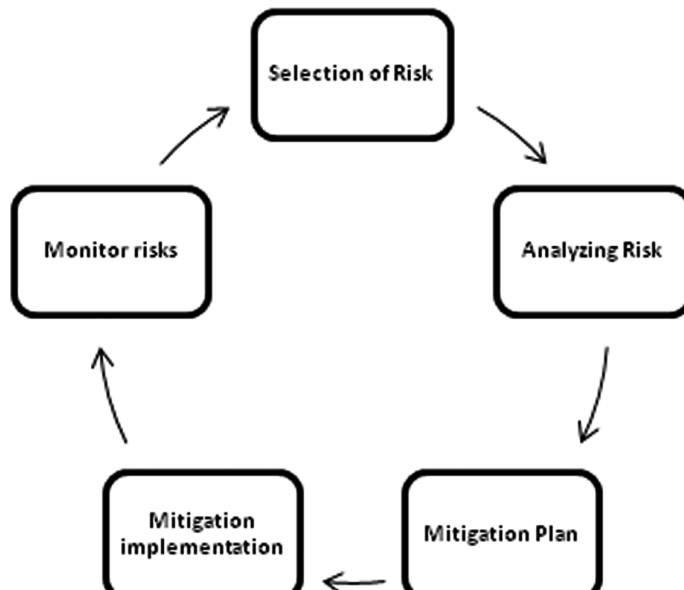 Selection of Risk
Monitor risks
Analyzing Risk
Mitigation
implementation
Mitigation Plan